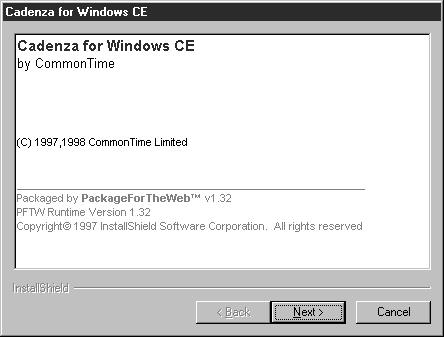 Cadenza for Windows CE
Cadenza for Windows CE
by CommonTime
(C) 1997,1998 CommonTime Limited
Packaged by PackageForTheWeb™ v1.32
PFTW Runtime Version 1.32
Copyright© 1997 InstallShield Software Corporation. All rights reserved
InstallShield
< Back Next > Cancel